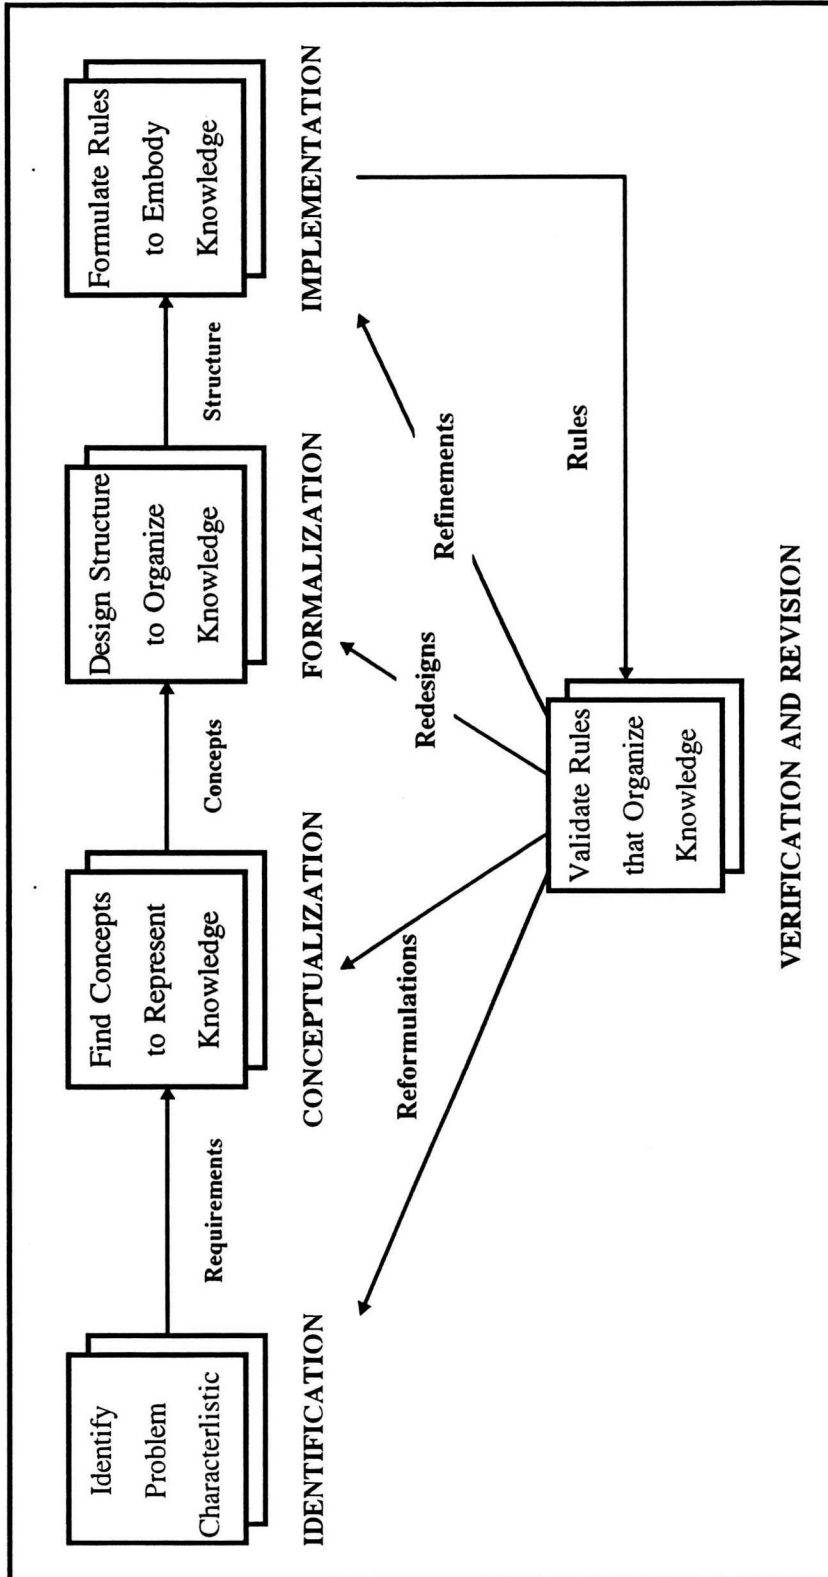 Identify
Problem
Characterlistic
IDENTIFICATION
Requirements
Find Concepts
to Represent
Knowledge
CONCEPTUALIZATION
Concepts
Design Structure
to Organize
Knowledge
FORMALIZATION
Structure
Formulate Rules
to Embody
Knowledge
IMPLEMENTATION
Reformulations
Redesigns
Refinements
Rules
Validate Rules
that Organize
Knowledge
VERIFICATION AND REVISION